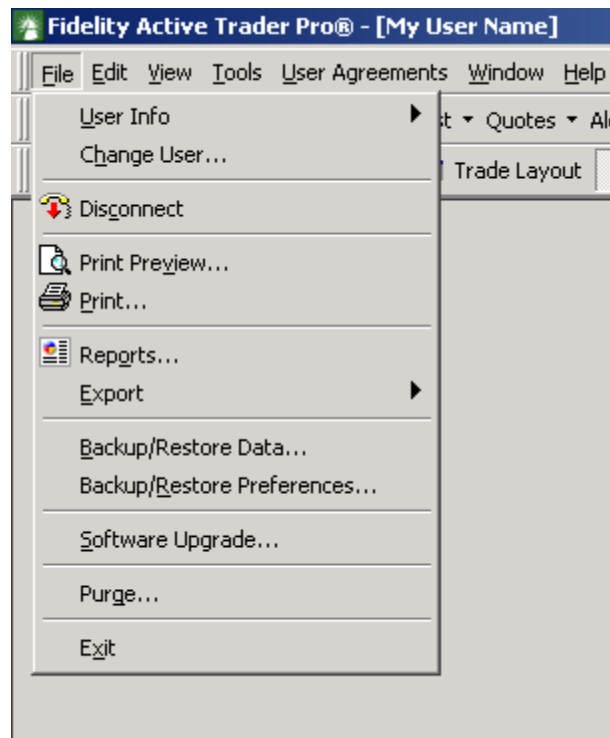 Fidelity Active Trader Pro® - [My User Name]
File Edit View Tools User Agreements Window Help
User Info
Quotes
Change User...
Trade Layout
Disconnect
Print Preview...
Print...
Reports...
Export
Backup/Restore Data...
Backup/Restore Preferences...
Software Upgrade...
Purge...
Exit